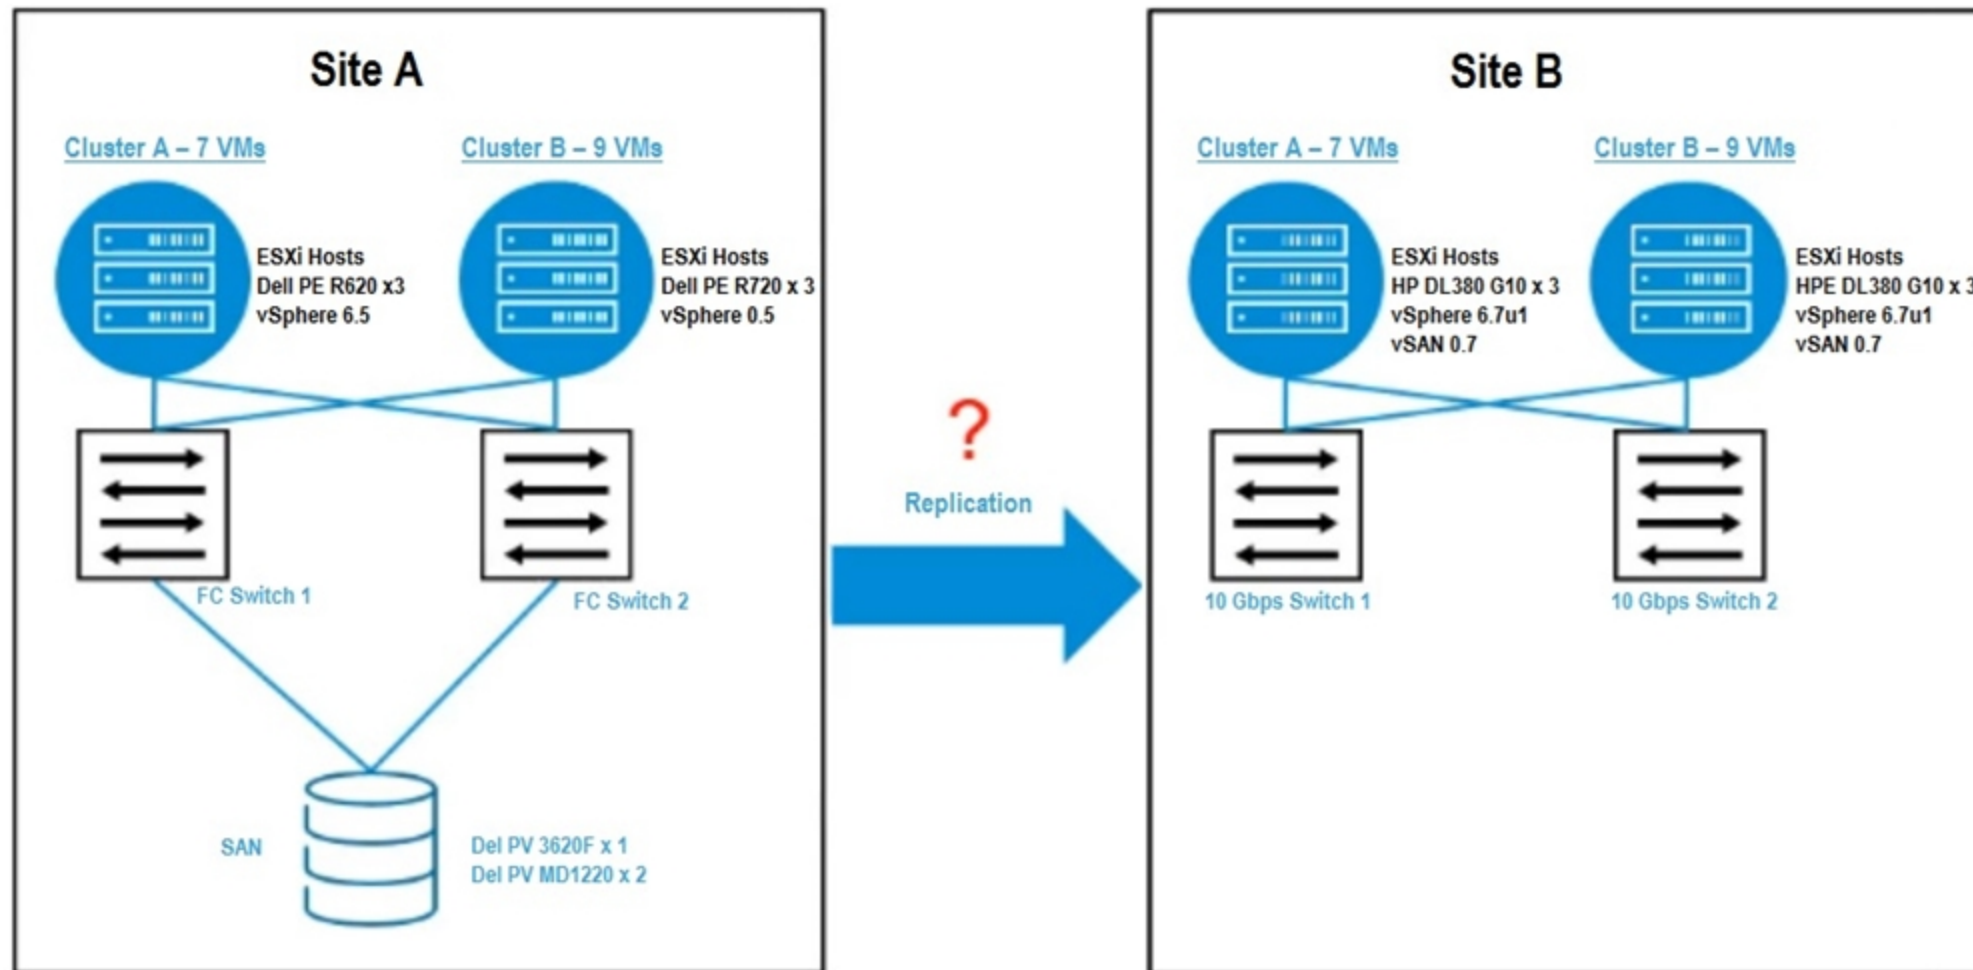 Site A
Cluster A – 7 VMs
Cluster B – 9 VMs
ESXi Hosts
Dell PE R620 x3
vSphere 6.5
ESXi Hosts
Dell PE R720 x 3
vSphere 0.5
FC Switch 1
FC Switch 2
SAN
Del PV 3620F x 1
Del PV MD1220 x 2
?
Replication
Site B
Cluster A – 7 VMs
Cluster B – 9 VMs
ESXi Hosts
HP DL380 G10 x 3
vSphere 6.7u1
vSAN 0.7
ESXi Hosts
HPE DL380 G10 x 3
vSphere 6.7u1
vSAN 0.7
10 Gbps Switch 1
10 Gbps Switch 2